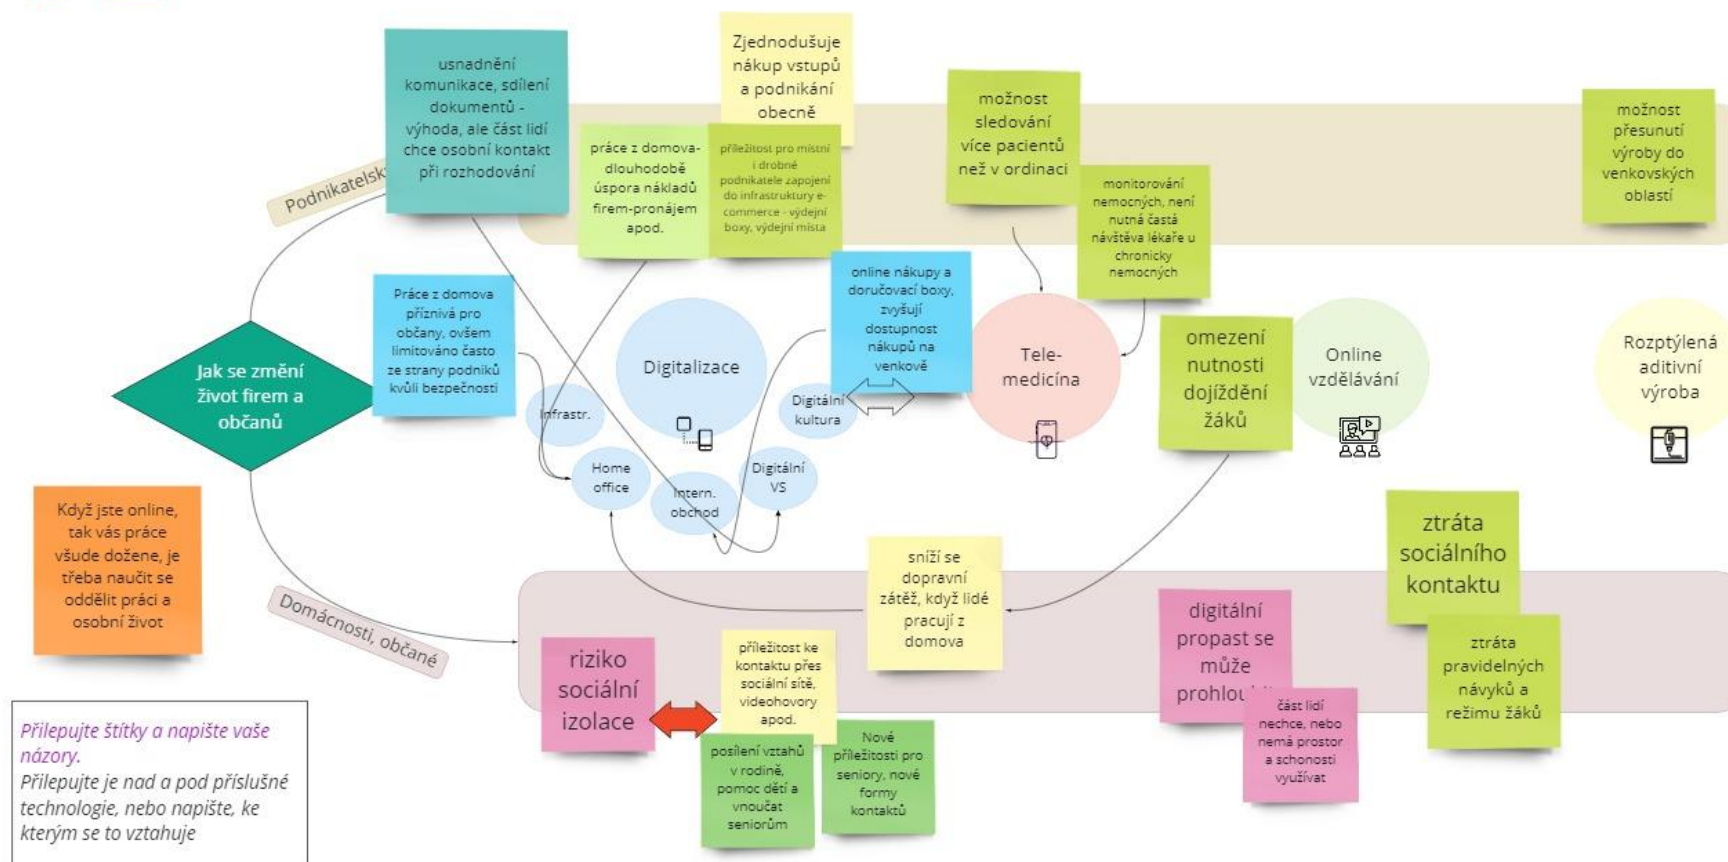 usnadnění
komunikace, sdílení
dokumentů -
výhoda, ale část lidí
chce osobní kontakt
při rozhodování
Zjednodušuje
nákup vstupů
a podnikání
obecně
práce z domova-
dlouhodobě
úspora nákladů
firem-pronájem
apod.
příležitost pro místní
i drobné
podnikatele zapojení
do infrastruktury e-
commerce - výdejní
boxy, výdejní místa
možnost
sledování
více pacientů
než v ordinaci
monitorování
nemocných, není
nutná častá
návštěva lékaře u
chronicky
nemocných
možnost
přesunutí
výroby do
venkovských
oblastí
Podnikatelsk
Jak se změní
život firem a
občanů
Práce z domova
příznivá pro
občany, ovšem
limitováno často
ze strany podniků
kvůli bezpečnosti
Digitalizace
Infrastr.
Home
office
Intern.
obchod
Digitální
VS
Digitální
kultura
online nákupy a
doručovací boxy,
zvyšují
dostupnost
nákupů na
venkově
Tele-
medicína
omezení
nutnosti
dojíždění
žáků
Online
vzdělávání
Rozptýlená
aditivní
výroba
Když jste online,
tak vás práce
všude dožene, je
třeba naučit se
oddělit práci a
osobní život
Domácnosti, občané
riziko
sociální
izolace
příležitost ke
kontaktu přes
sociální sítě,
videohovory
apod.
posílení vztahů
v rodině,
pomoc dětí a
vnoučat
seniorům
Nové
příležitosti pro
seniory, nové
formy
kontaktů
sníží se
dopravní
zátěž, když lidé
pracují z
domova
digitální
propast se
může
část lidí
nechce, nebo
nemá prostor
a schonosti
využívat
ztráta
sociálního
kontaktu
ztráta
pravidelných
návyků a
režimu žáků
Přilepujte štítky a napište vaše
názory.
Přilepujte je nad a pod příslušné
technologie, nebo napište, ke
kterým se to vztahuje